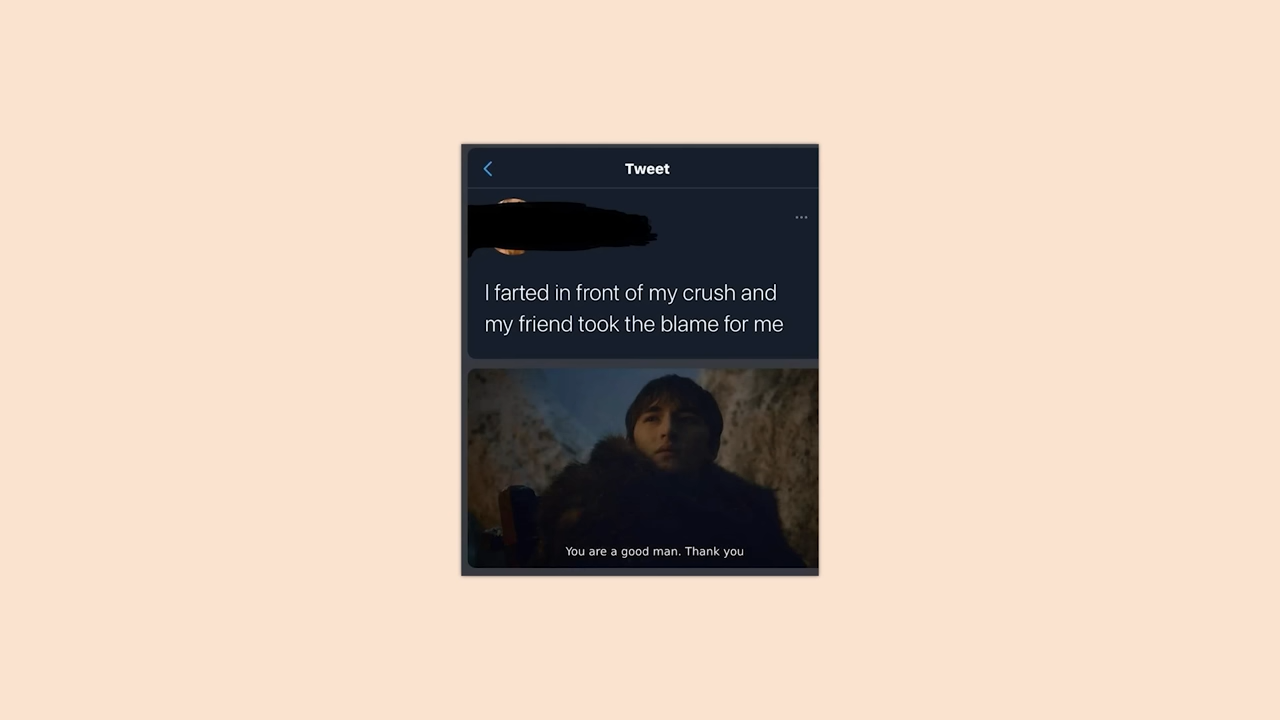 Tweet
I farted in front of my crush and
my friend took the blame for me
You are a good man. Thank you